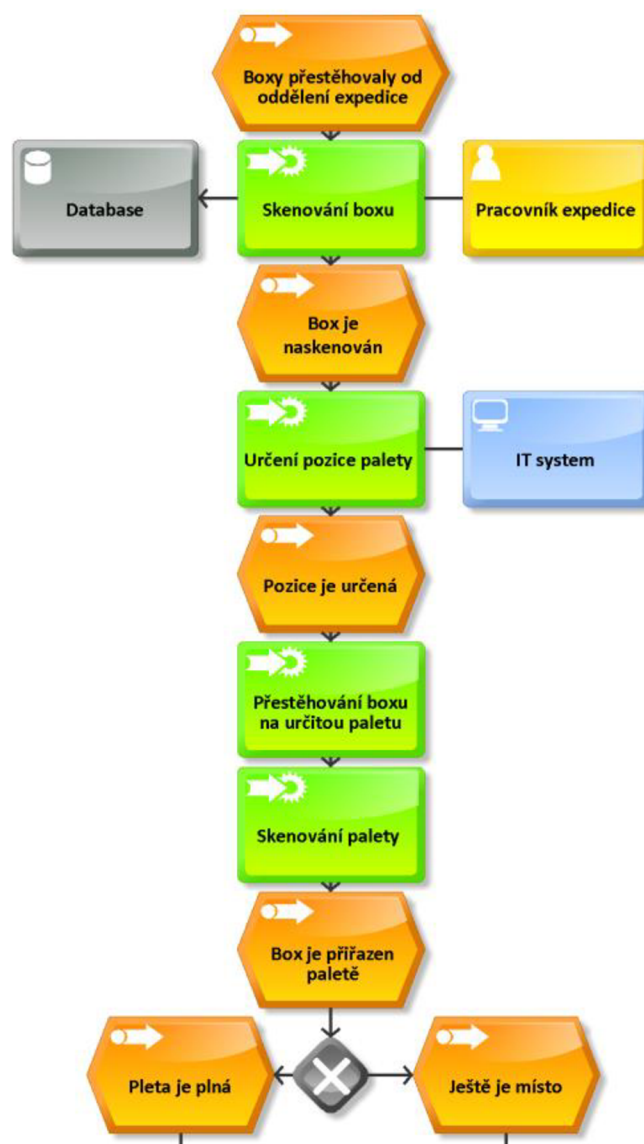 Boxy přestěhovaly od
oddělení expedice
Database
Skenování boxu
Pracovník expedice
Box je
naskenován
Určení pozice palety
IT system
Pozice je určená
Přestěhování boxu
na určitou paletu
Skenování palety
Box je přiřazen
paletě
Pleta je plná
Ještě je místo